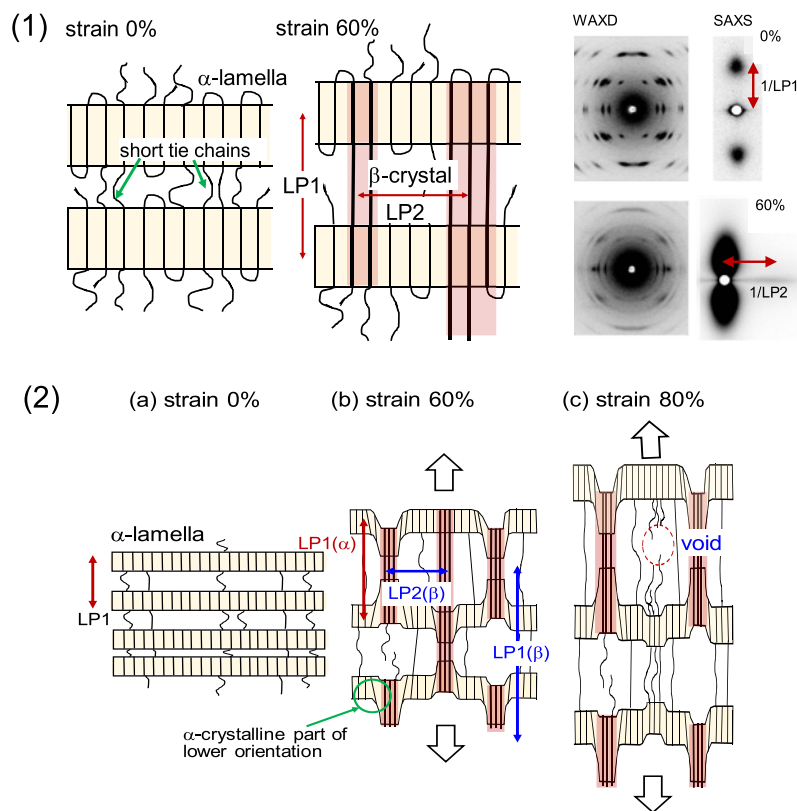 (1)
strain 0%
strain 60%
WAXD
SAXS
0%
α-lamella
1/LP1
short tie chains
LP1
β-crystal
LP2
60%
1/LP2
(2)
(a) strain 0%
(b) strain 60%
(c) strain 80%
α-lamella
LP1
LP1(α)
LP2(β)
LP1(β)
void
α-crystalline part of
lower orientation